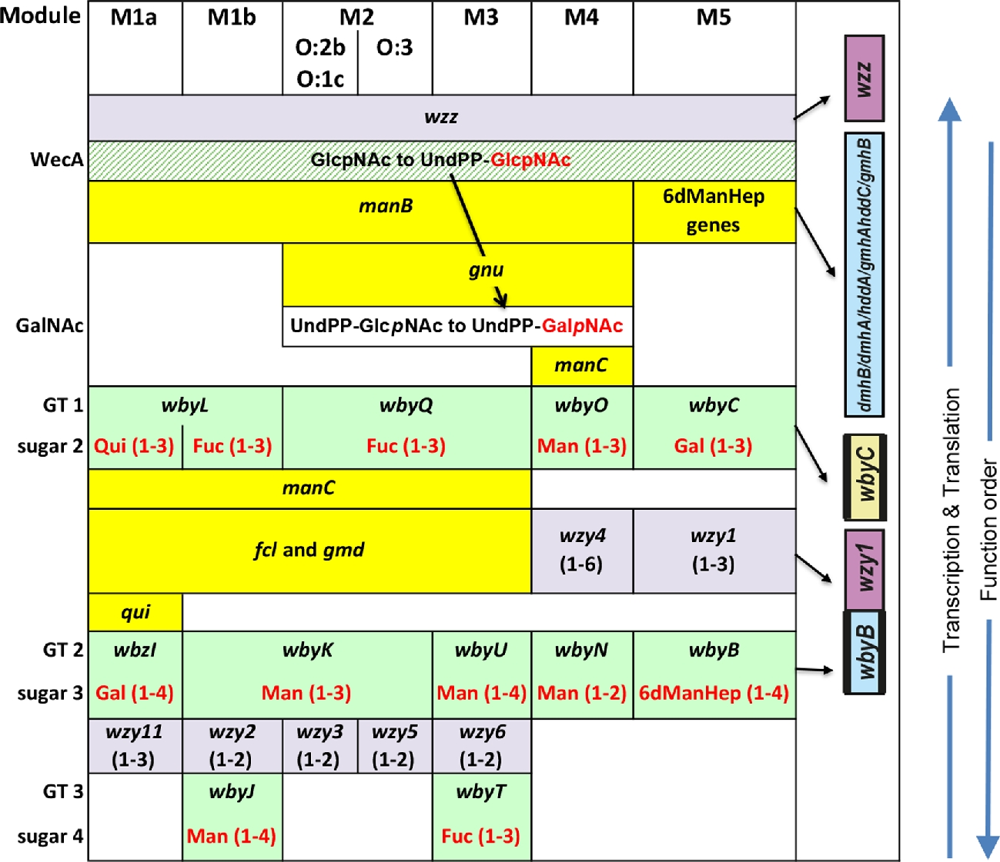 Module M1a M1b M2 M3 M4 M5
O:2b O:3
O:1c
wzz
wzz
WecA GlcpNAc to UndPP-GlcpNAc
manB
6dManHep
genes
dmhB/dmhA/hddA/gmhAhddC/gmhB
gnu
GalNAc UndPP-GlcpNAc to UndPP-GalpNAc
manC
GT 1 wbyL wbyQ wbyO wbyC
sugar 2 Qui (1-3) Fuc (1-3) Fuc (1-3) Man (1-3) Gal (1-3)
wbyC
manC
fcl and gmd
wzy4 wzy1
(1-6) (1-3)
wzy1
qui
GT 2 wbzI wbyK wbyU wbyN wbyB
sugar 3 Gal (1-4) Man (1-3) Man (1-4) Man (1-2) 6dManHep (1-4)
wbyB
wzy11 wzy2 wzy3 wzy5 wzy6
(1-3) (1-2) (1-2) (1-2) (1-2)
GT 3 wbyJ wbyT
sugar 4 Man (1-4) Fuc (1-3)
Transcription & Translation
Function order